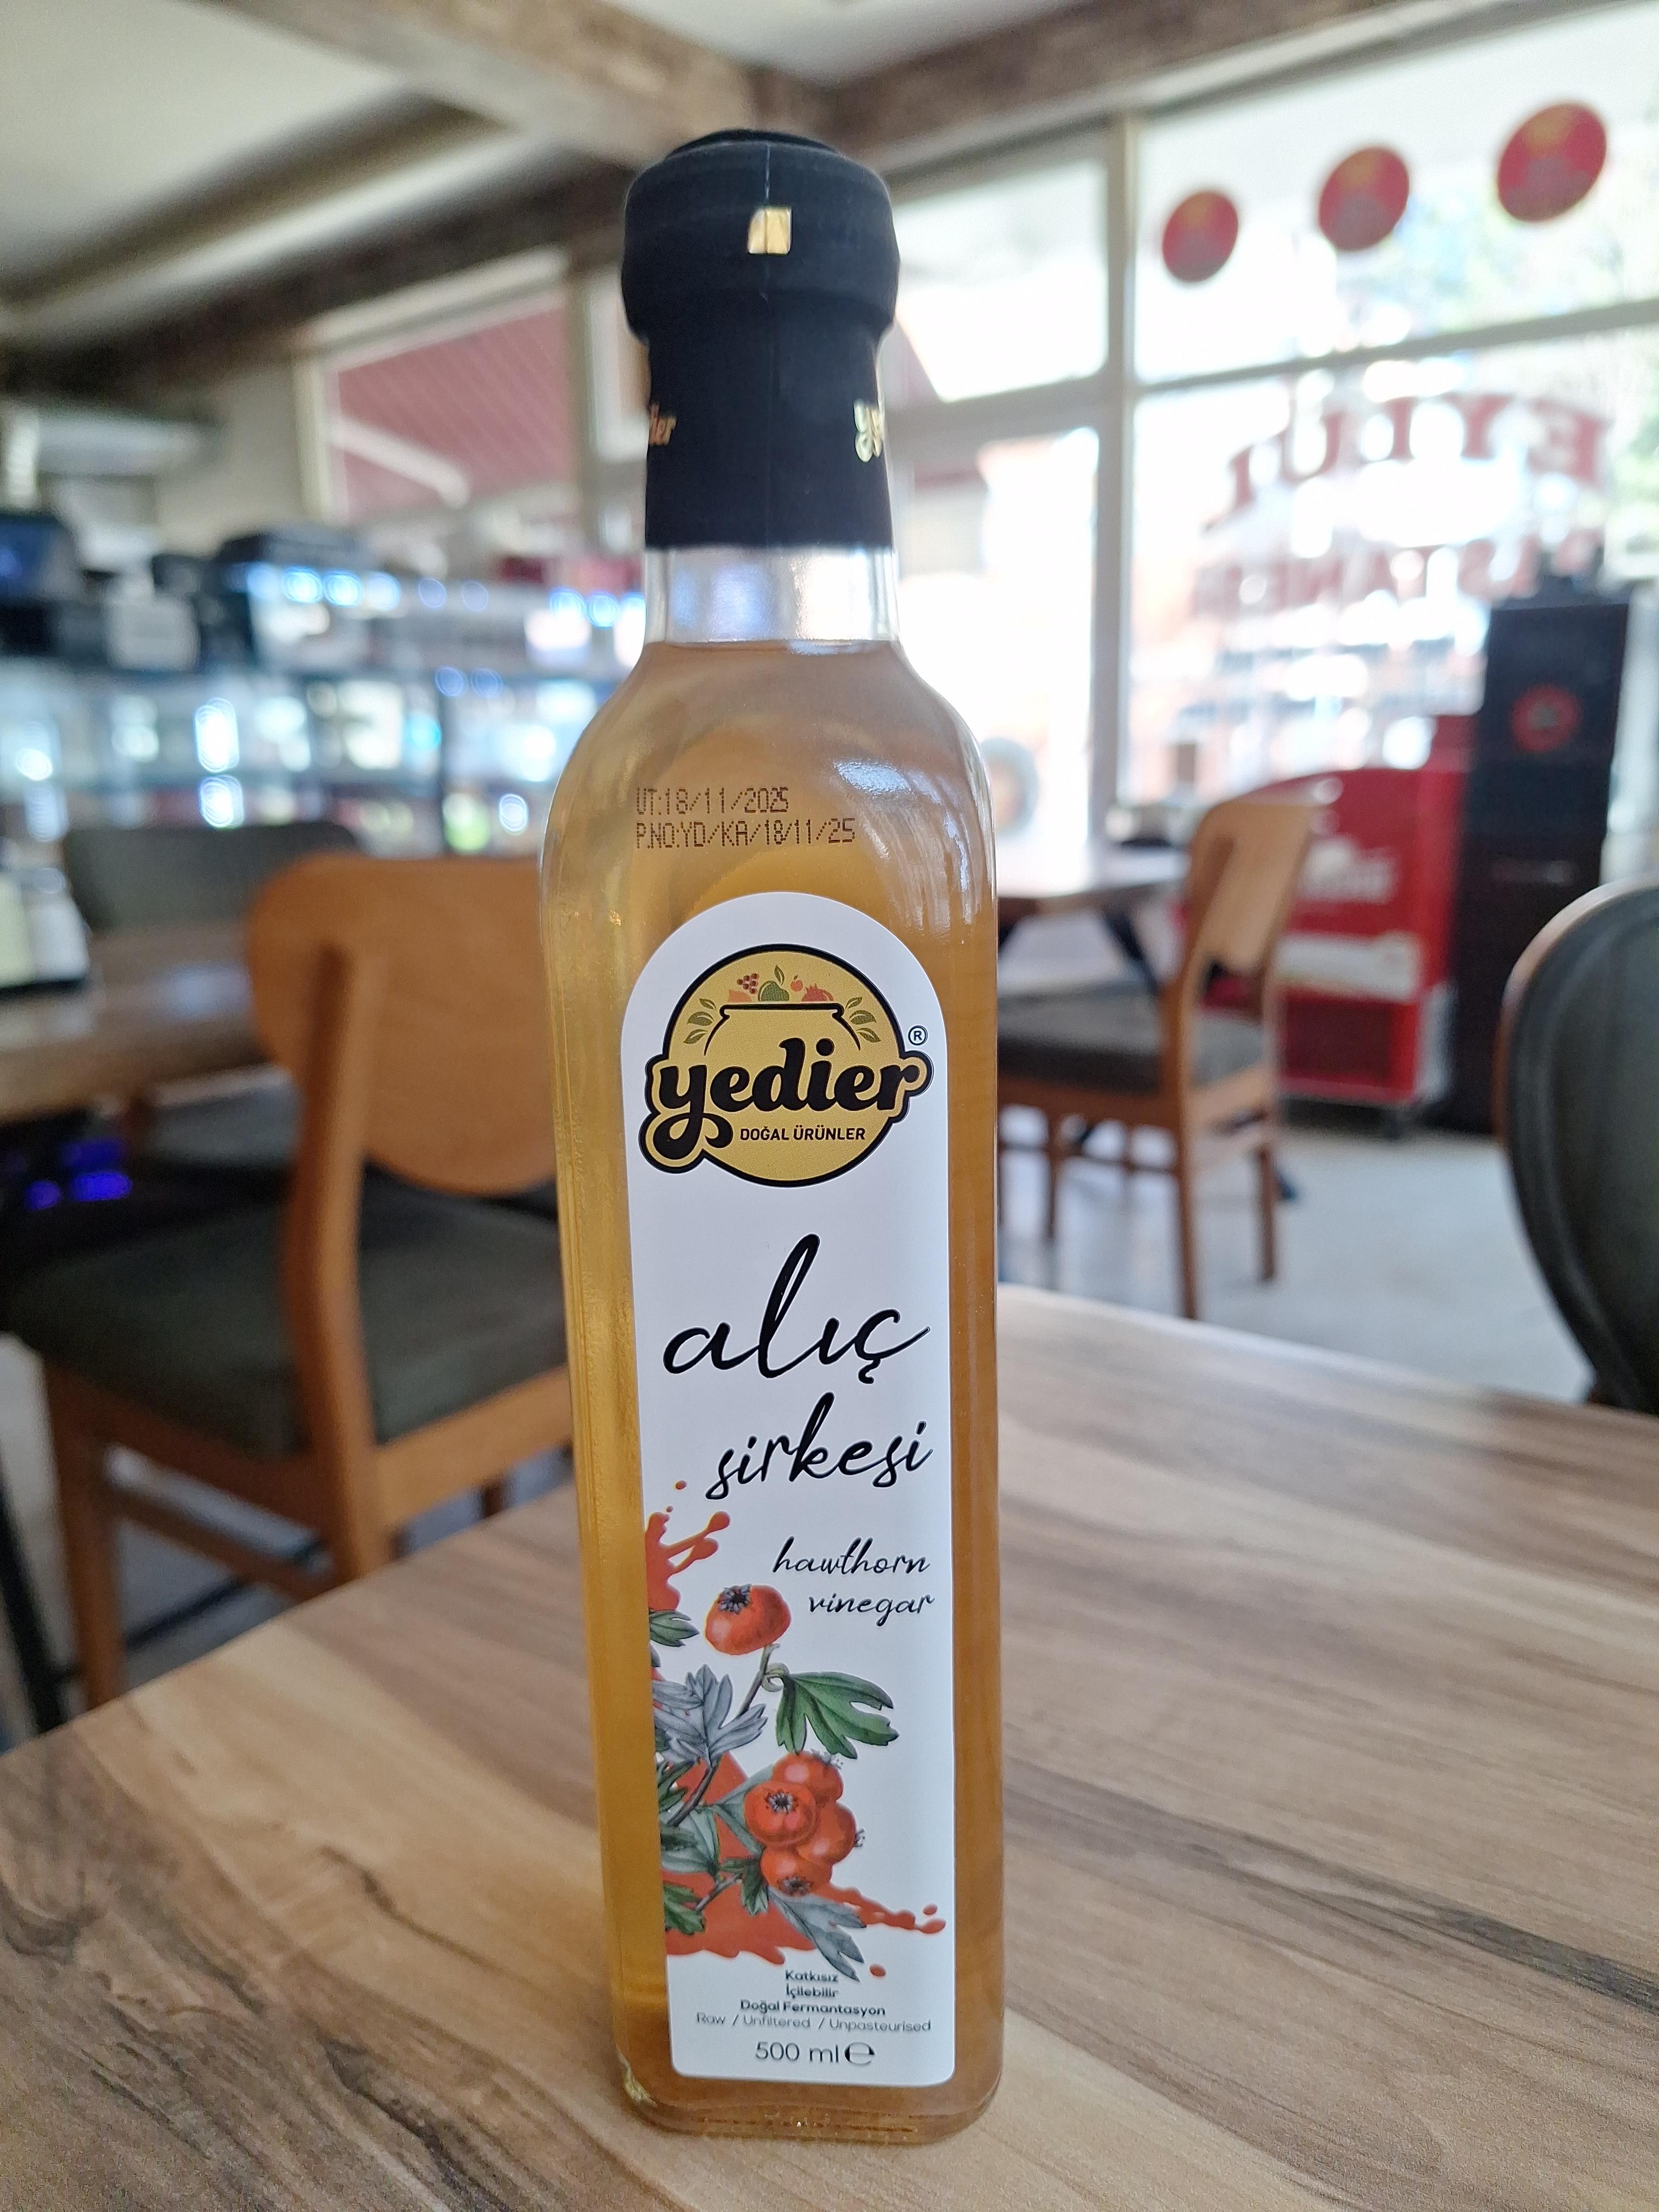 UT:18/11/2025
P.NO:YD/KA/18/11/25
yedier
®
DOĞAL ÜRÜNLER
alıç
sirkesi
hawthorn
vinegar
Katkısız
İçilebilir
Doğal Fermantasyon
Raw / Unfiltered / Unpasteurised
500 ml ℮
EYLÜL